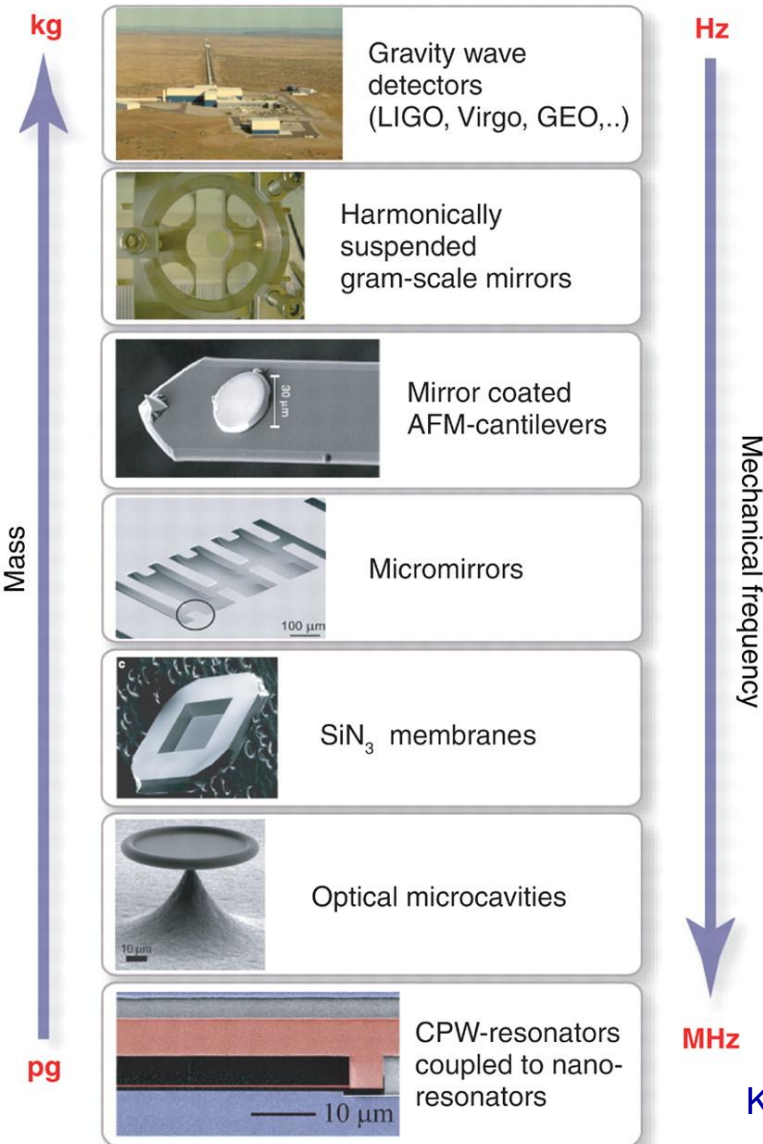 kg
Hz
Gravity wave
detectors
(LIGO, Virgo, GEO,..)
Harmonically
suspended
gram-scale mirrors
30 µm
Mirror coated
AFM-cantilevers
Mass
Mechanical frequency
100 µm
Micromirrors
c
SiN₃ membranes
10 µm
Optical microcavities
pg
MHz
10 µm
CPW-resonators
coupled to nano-
resonators
K